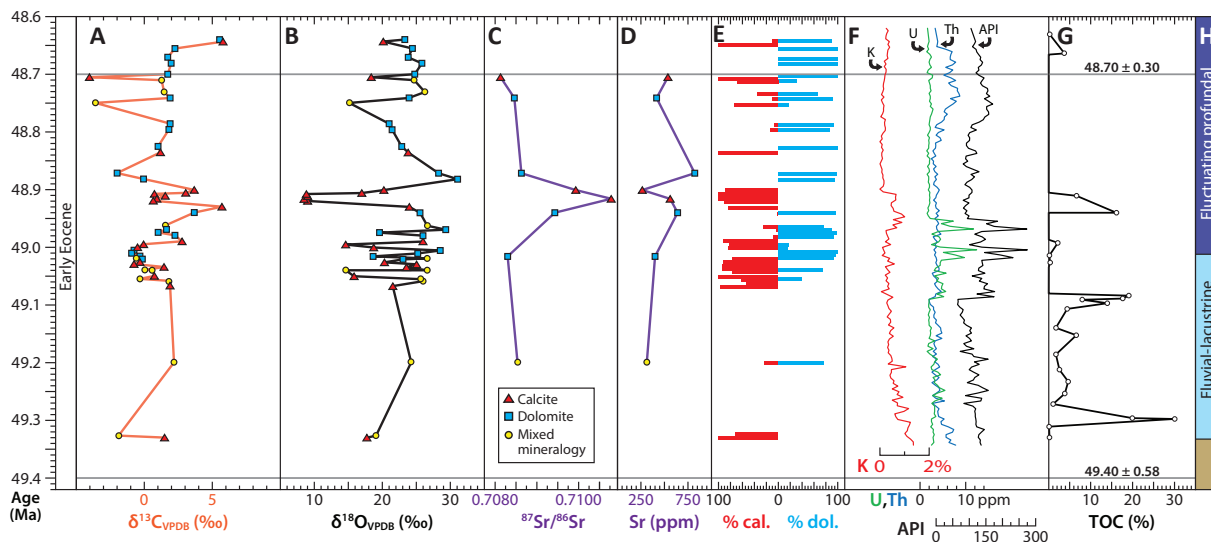 48.6
48.7
48.8
48.9
49.0
49.1
49.2
49.3
49.4
Age
(Ma)
Early Eocene
A
B
C
D
E
F
G
H
K
U
Th
API
48.70 ± 0.30
49.40 ± 0.58
Fluctuating profundal
Fluvial-lacustrine
Calcite
Dolomite
Mixed
mineralogy
K 0 2%
0 5
δ¹³C_VPDB (‰)
10 20 30
δ¹⁸O_VPDB (‰)
0.7080 0.7100
⁸⁷Sr/⁸⁶Sr
250 750
Sr (ppm)
100 0 100
% cal. % dol.
U,Th 0 10 ppm
API 0 150 300
0 10 20 30
TOC (%)